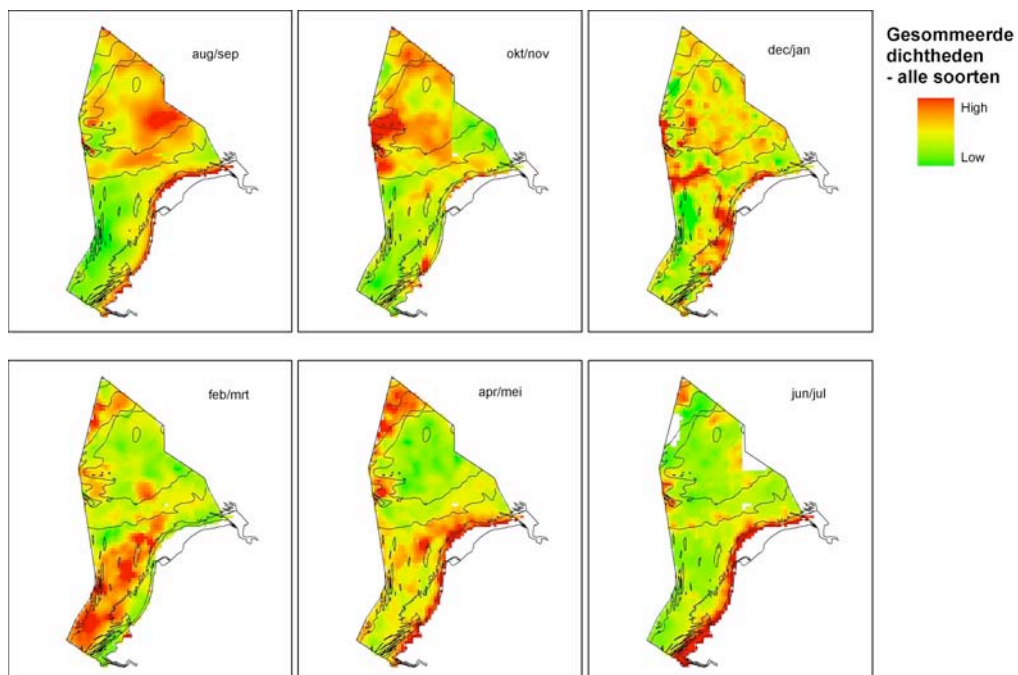 aug/sep
okt/nov
dec/jan
Gesommeerde
dichtheden
- alle soorten
High
Low
feb/mrt
apr/mei
jun/jul